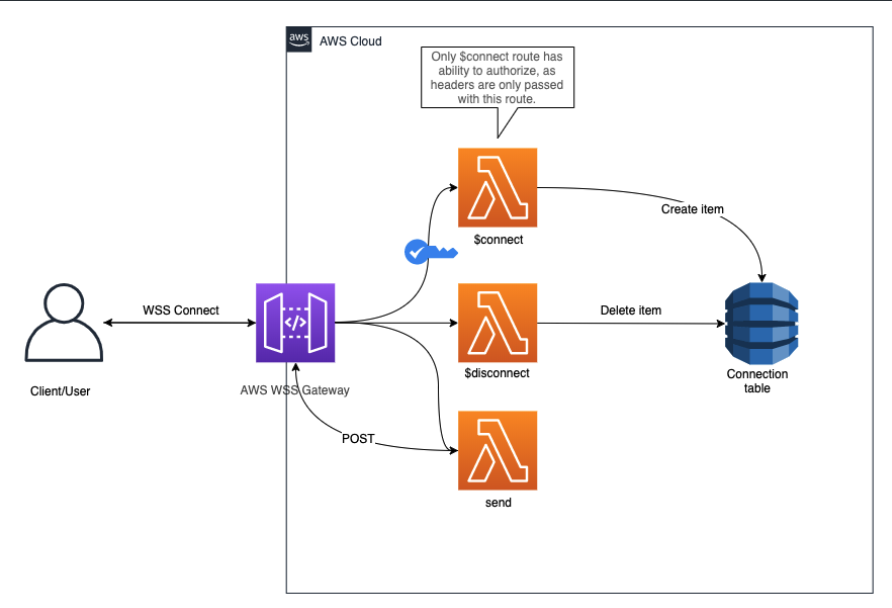 aws
AWS Cloud
Only $connect route has
ability to authorize, as
headers are only passed
with this route.
Create item
$connect
WSS Connect
</>
Delete item
Client/User
AWS WSS Gateway
$disconnect
Connection
table
POST
send